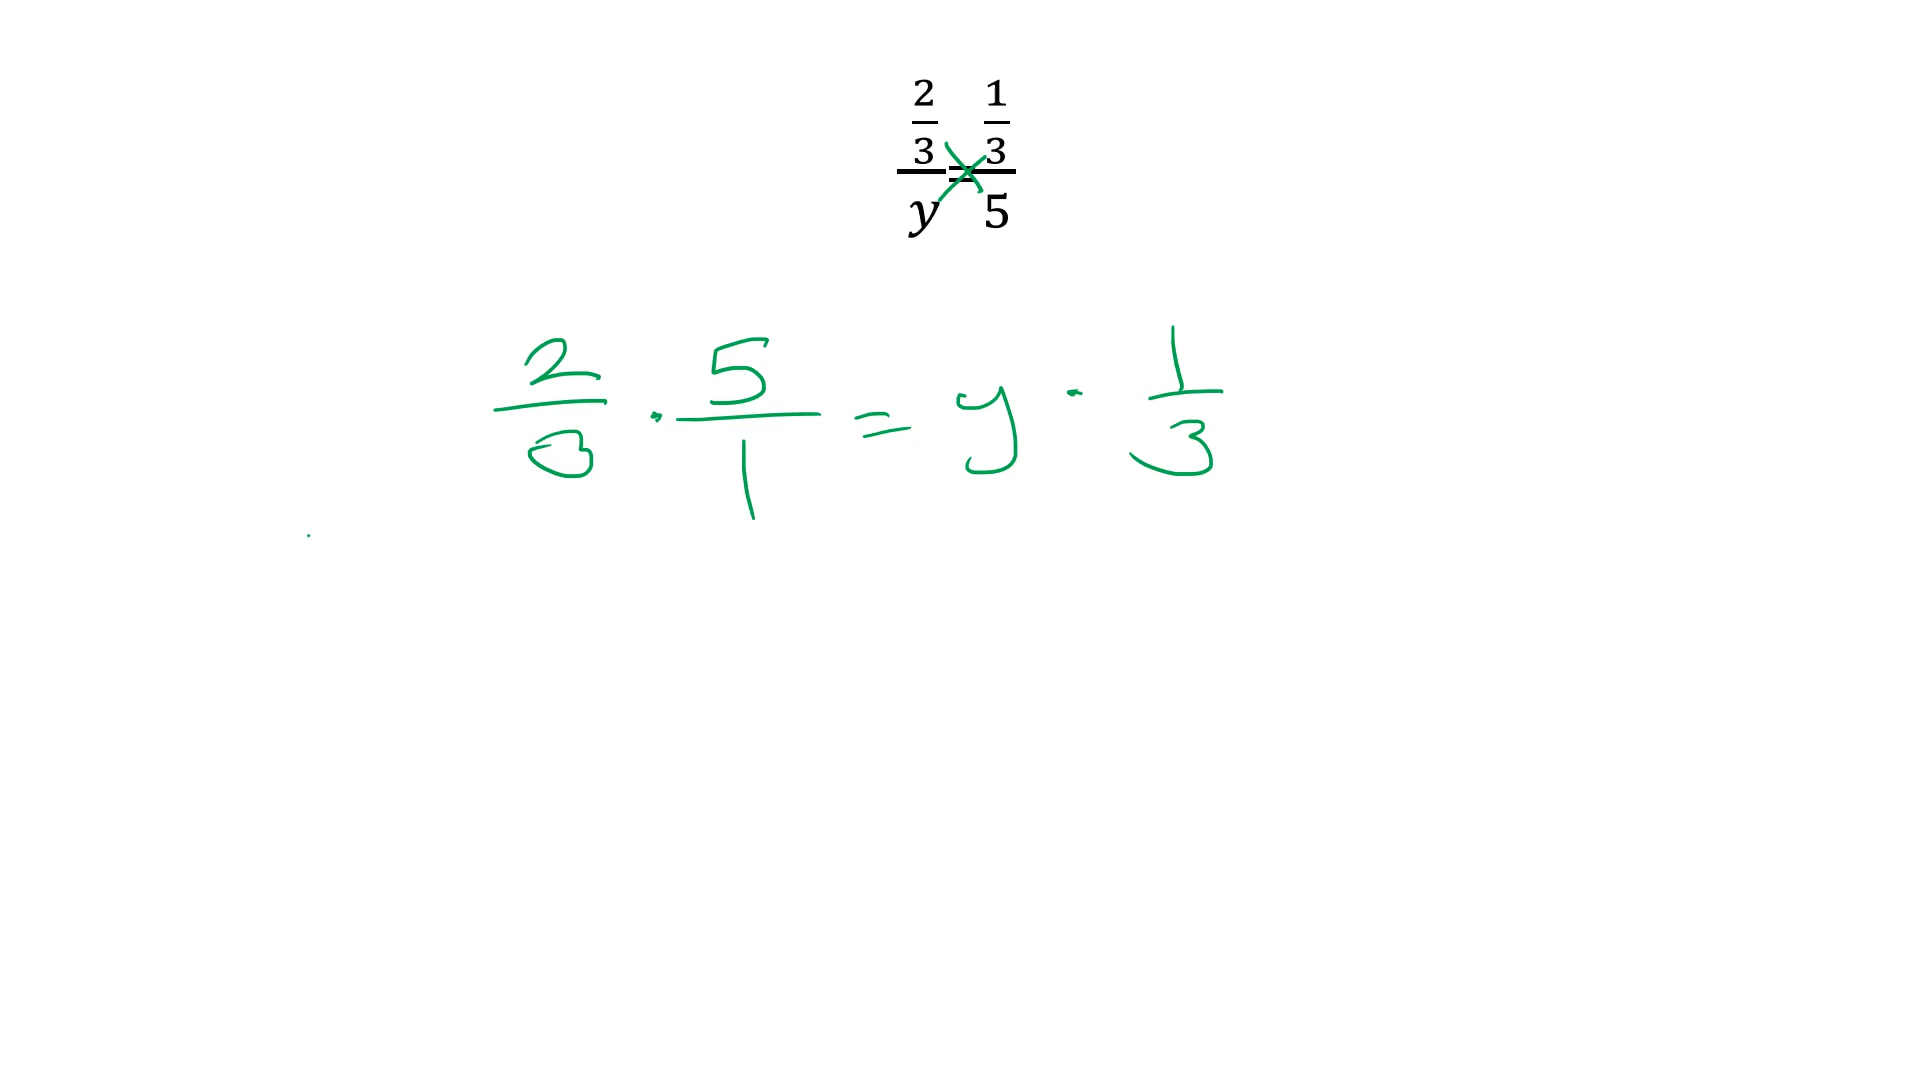 2/3 / y = 1/3 / 5
2/3 · 5/1 = y · 1/3